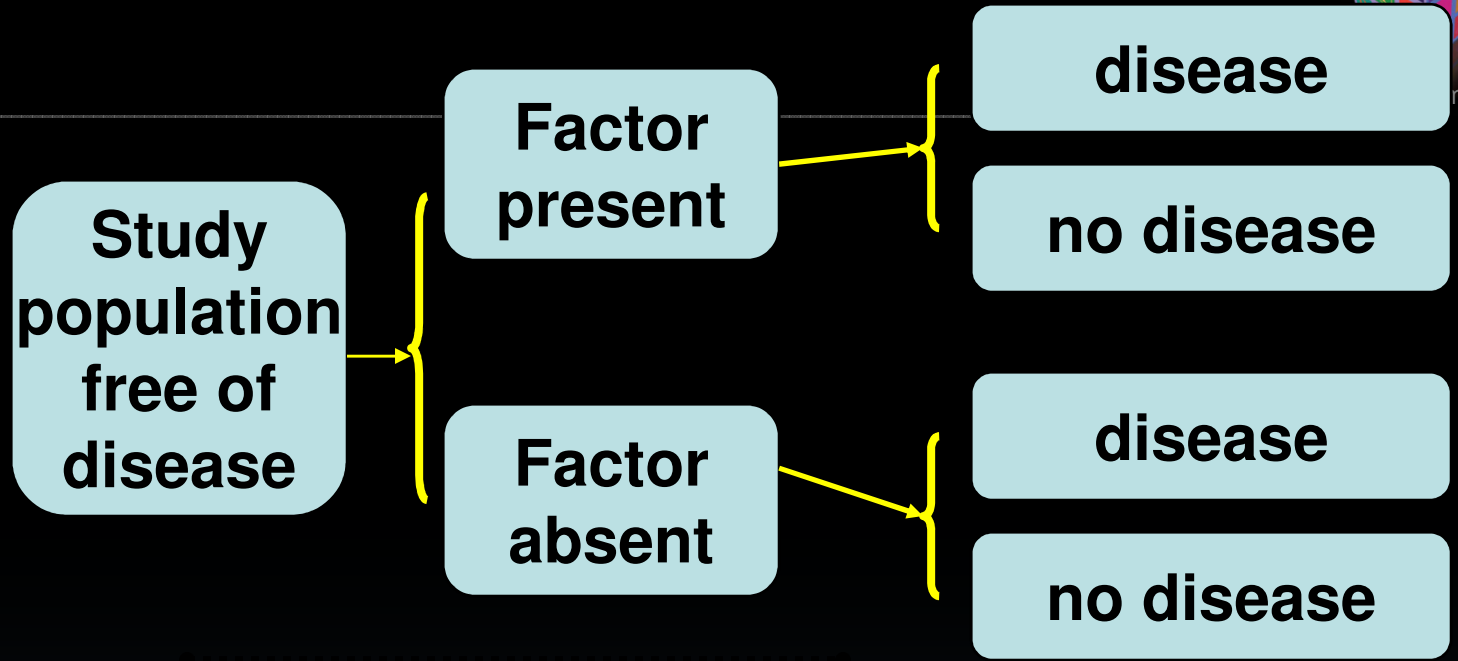 Study
population
free of
disease
Factor
present
Factor
absent
disease
no disease
disease
no disease